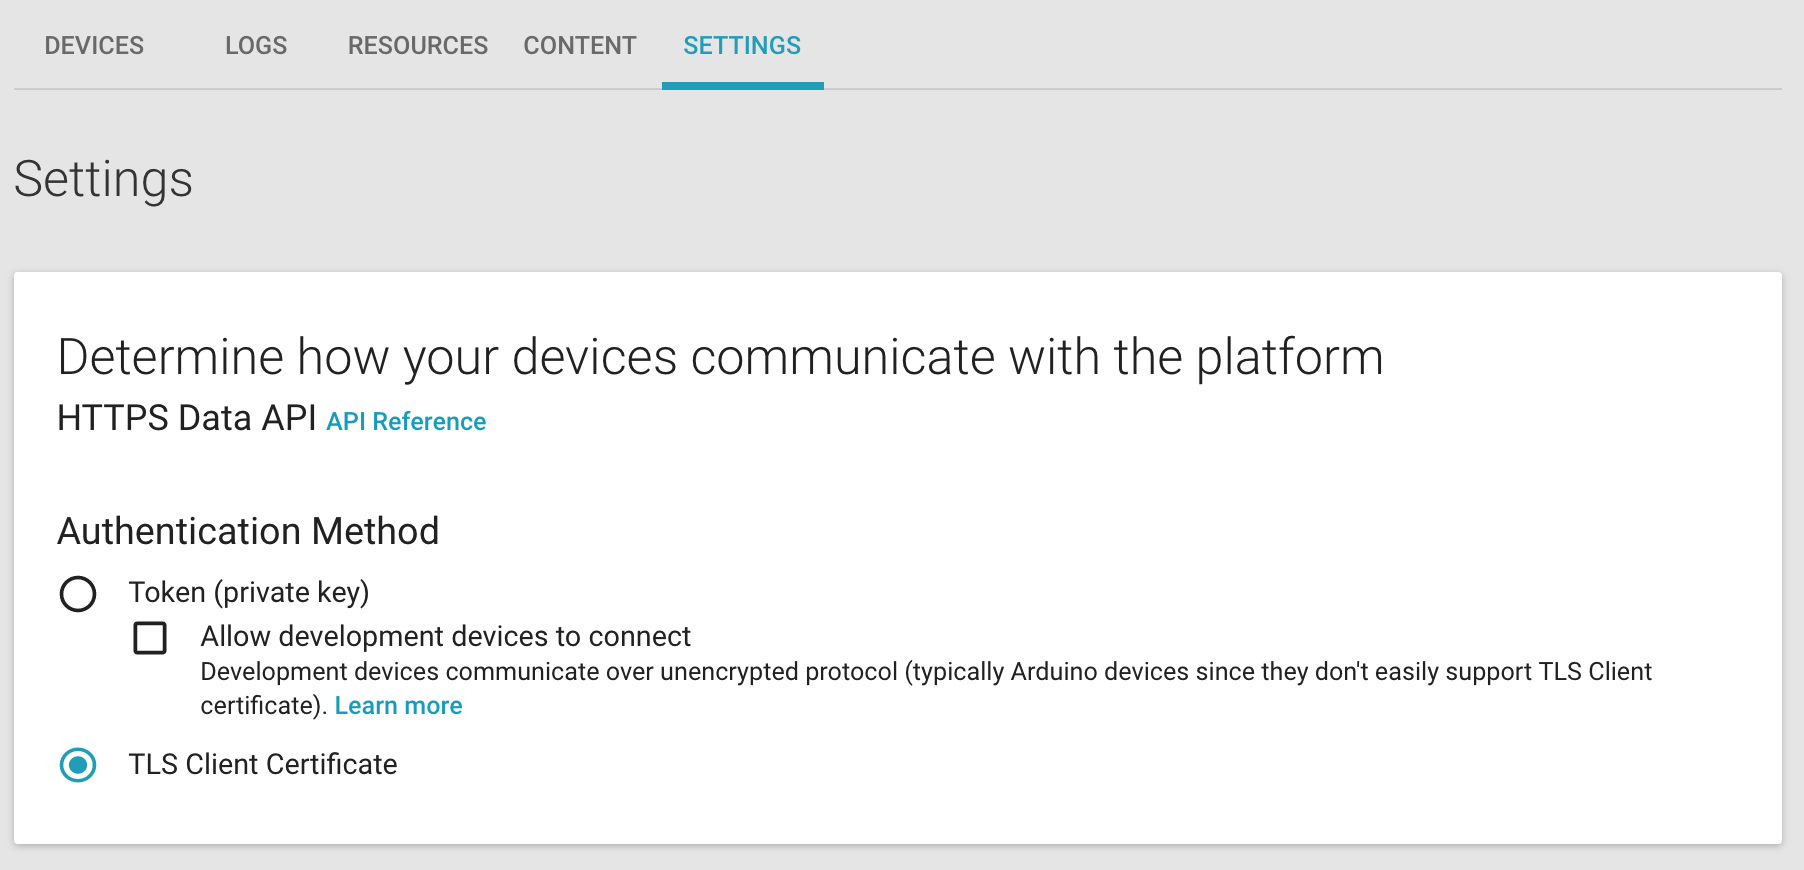 DEVICES LOGS RESOURCES CONTENT SETTINGS
Settings
Determine how your devices communicate with the platform
HTTPS Data API API Reference
Authentication Method
Token (private key)
Allow development devices to connect
Development devices communicate over unencrypted protocol (typically Arduino devices since they don't easily support TLS Client
certificate). Learn more
TLS Client Certificate